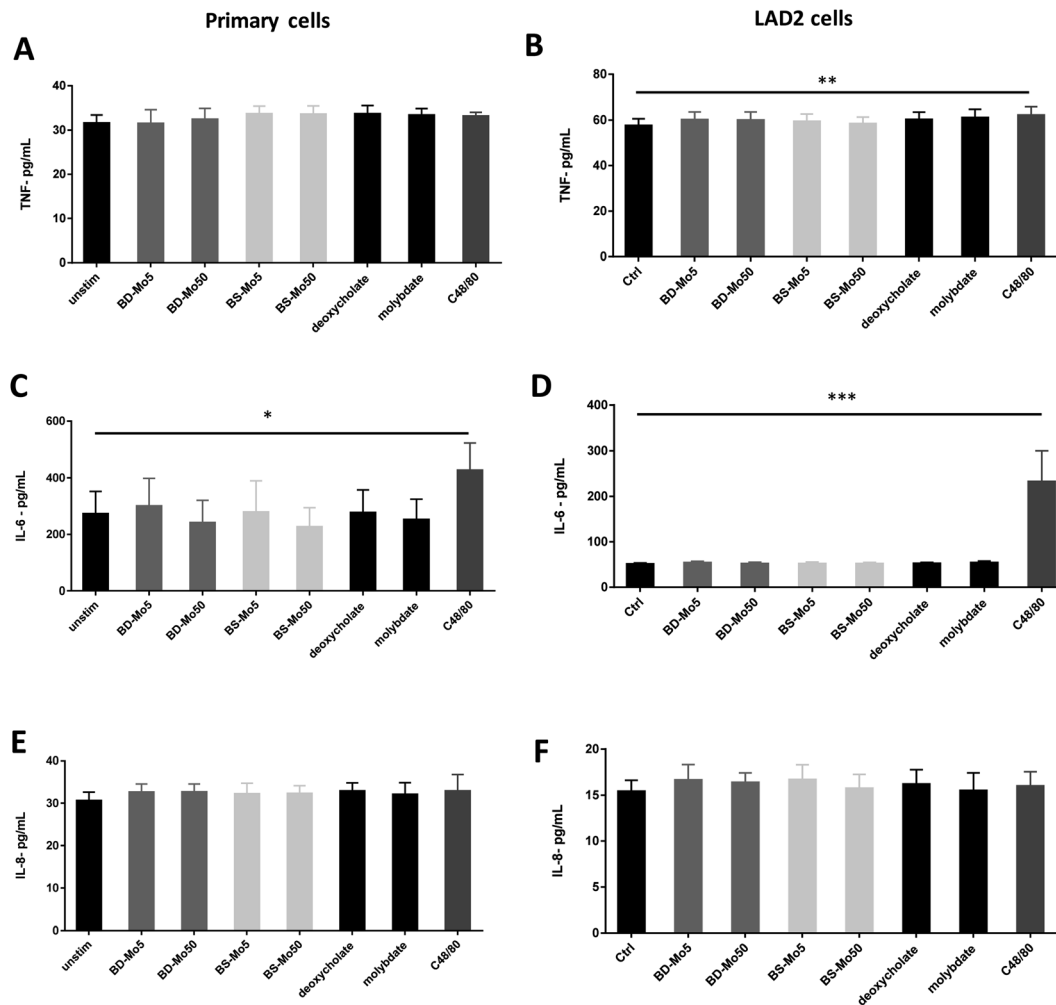 Primary cells
LAD2 cells
A
TNF- pg/mL
40
30
20
10
0
unstim
BD-Mo5
BD-Mo50
BS-Mo5
BS-Mo50
deoxycholate
molybdate
C48/80
B
TNF- pg/mL
80
60
40
20
0
**
Ctrl
BD-Mo5
BD-Mo50
BS-Mo5
BS-Mo50
deoxycholate
molybdate
C48/80
C
IL-6 - pg/mL
600
400
200
0
*
unstim
BD-Mo5
BD-Mo50
BS-Mo5
BS-Mo50
deoxycholate
molybdate
C48/80
D
IL-6 - pg/mL
400
300
200
100
0
***
Ctrl
BD-Mo5
BD-Mo50
BS-Mo5
BS-Mo50
deoxycholate
molybdate
C48/80
E
IL-8- pg/mL
40
30
20
10
0
unstim
BD-Mo5
BD-Mo50
BS-Mo5
BS-Mo50
deoxycholate
molybdate
C48/80
F
IL-8- pg/mL
20
15
10
5
0
Ctrl
BD-Mo5
BD-Mo50
BS-Mo5
BS-Mo50
deoxycholate
molybdate
C48/80